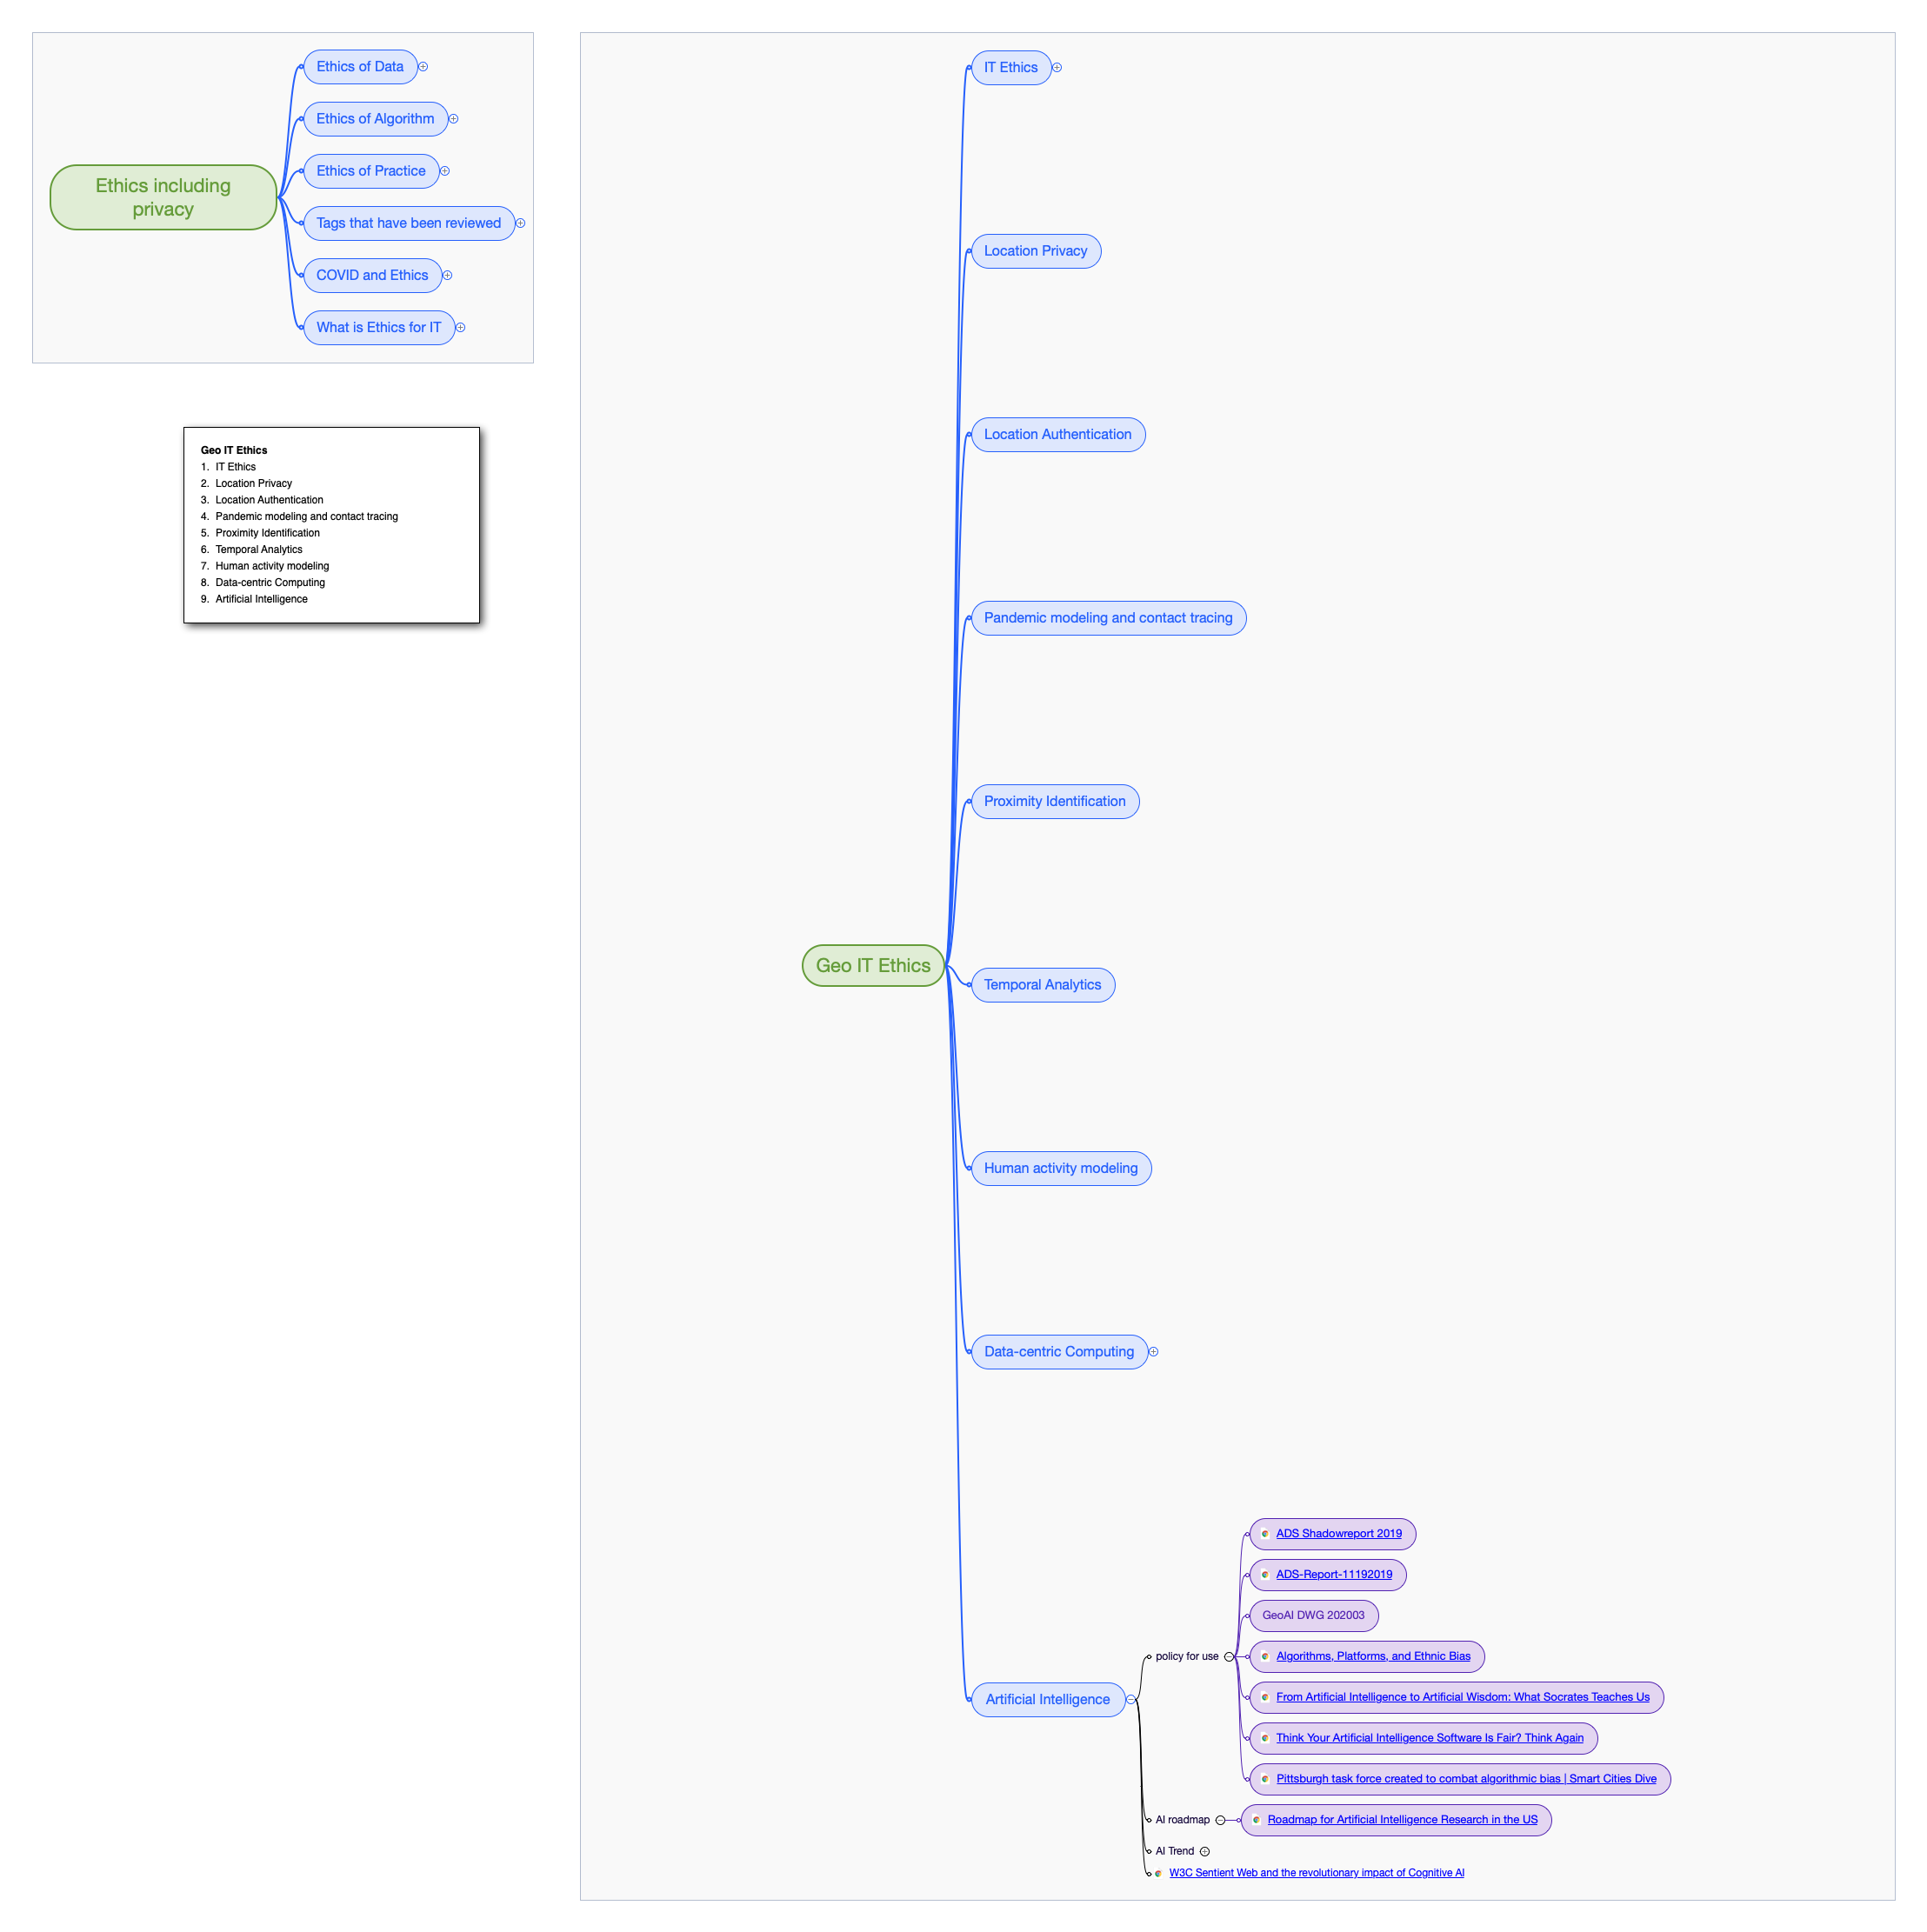 Ethics of Data
Ethics of Algorithm
Ethics of Practice
Ethics including
privacy
Tags that have been reviewed
COVID and Ethics
What is Ethics for IT
Geo IT Ethics
1. IT Ethics
2. Location Privacy
3. Location Authentication
4. Pandemic modeling and contact tracing
5. Proximity Identification
6. Temporal Analytics
7. Human activity modeling
8. Data-centric Computing
9. Artificial Intelligence
IT Ethics
Location Privacy
Location Authentication
Pandemic modeling and contact tracing
Proximity Identification
Geo IT Ethics
Temporal Analytics
Human activity modeling
Data-centric Computing
Artificial Intelligence
policy for use
ADS Shadowreport 2019
ADS-Report-11192019
GeoAI DWG 202003
Algorithms, Platforms, and Ethnic Bias
From Artificial Intelligence to Artificial Wisdom: What Socrates Teaches Us
Think Your Artificial Intelligence Software Is Fair? Think Again
Pittsburgh task force created to combat algorithmic bias | Smart Cities Dive
AI roadmap
Roadmap for Artificial Intelligence Research in the US
AI Trend
W3C Sentient Web and the revolutionary impact of Cognitive AI